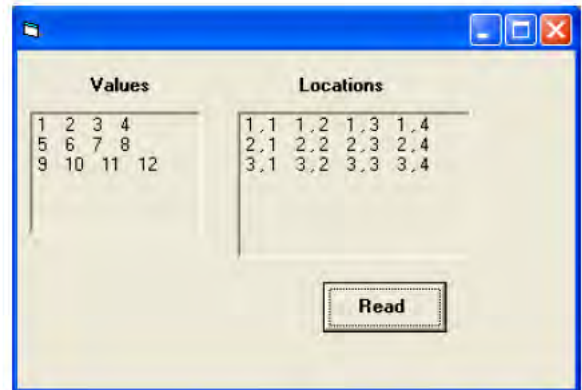 Values
Locations
1 2 3 4
5 6 7 8
9 10 11 12
1,1 1,2 1,3 1,4
2,1 2,2 2,3 2,4
3,1 3,2 3,3 3,4
Read